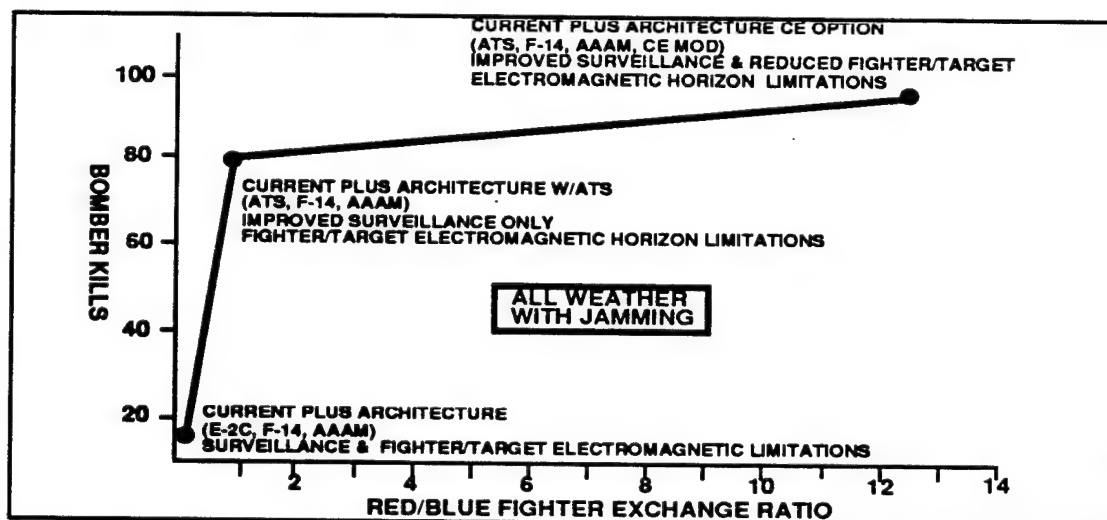 CURRENT PLUS ARCHITECTURE CE OPTION
(ATS, F-14, AAAM, CE MOD)
IMPROVED SURVEILLANCE & REDUCED FIGHTER/TARGET
ELECTROMAGNETIC HORIZON LIMITATIONS
100
80
60
40
20
BOMBER KILLS
CURRENT PLUS ARCHITECTURE W/ATS
(ATS, F-14, AAAM)
IMPROVED SURVEILLANCE ONLY
FIGHTER/TARGET ELECTROMAGNETIC HORIZON LIMITATIONS
ALL WEATHER
WITH JAMMING
CURRENT PLUS ARCHITECTURE
(E-2C, F-14, AAAM)
SURVEILLANCE & FIGHTER/TARGET ELECTROMAGNETIC LIMITATIONS
2 4 6 8 10 12 14
RED/BLUE FIGHTER EXCHANGE RATIO